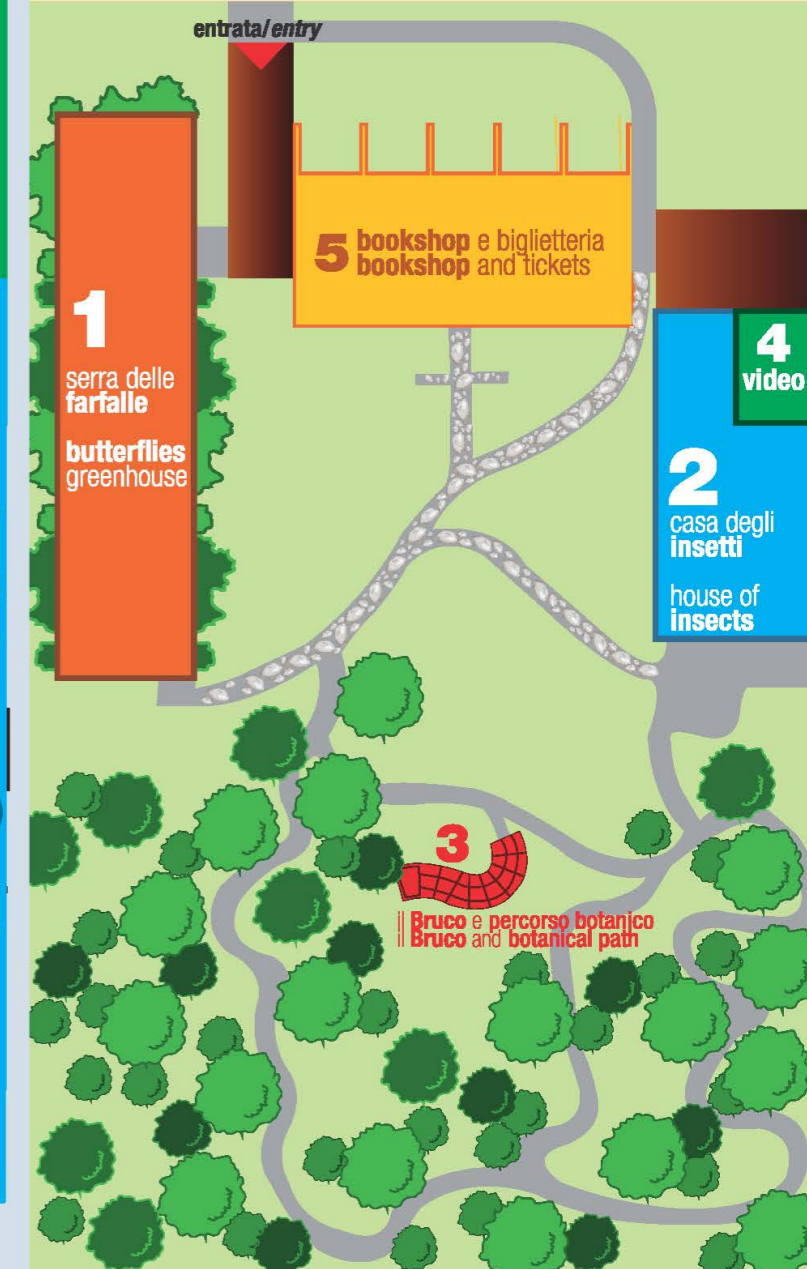 entrata/entry
5 bookshop e biglietteria
bookshop and tickets
1
serra delle
farfalle
butterflies
greenhouse
4
video
2
casa degli
insetti
house of
insects
3
il Bruco e percorso botanico
il Bruco and botanical path